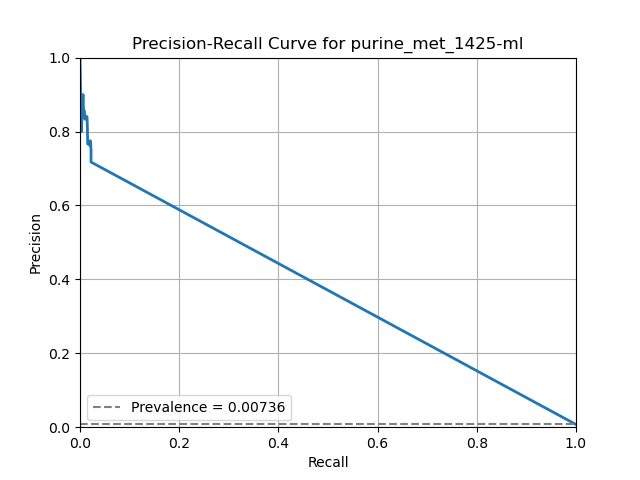 Precision-Recall Curve for purine_met_1425-ml
1.0
0.8
0.6
0.4
0.2
0.0
Precision
Prevalence = 0.00736
0.0 0.2 0.4 0.6 0.8 1.0
Recall